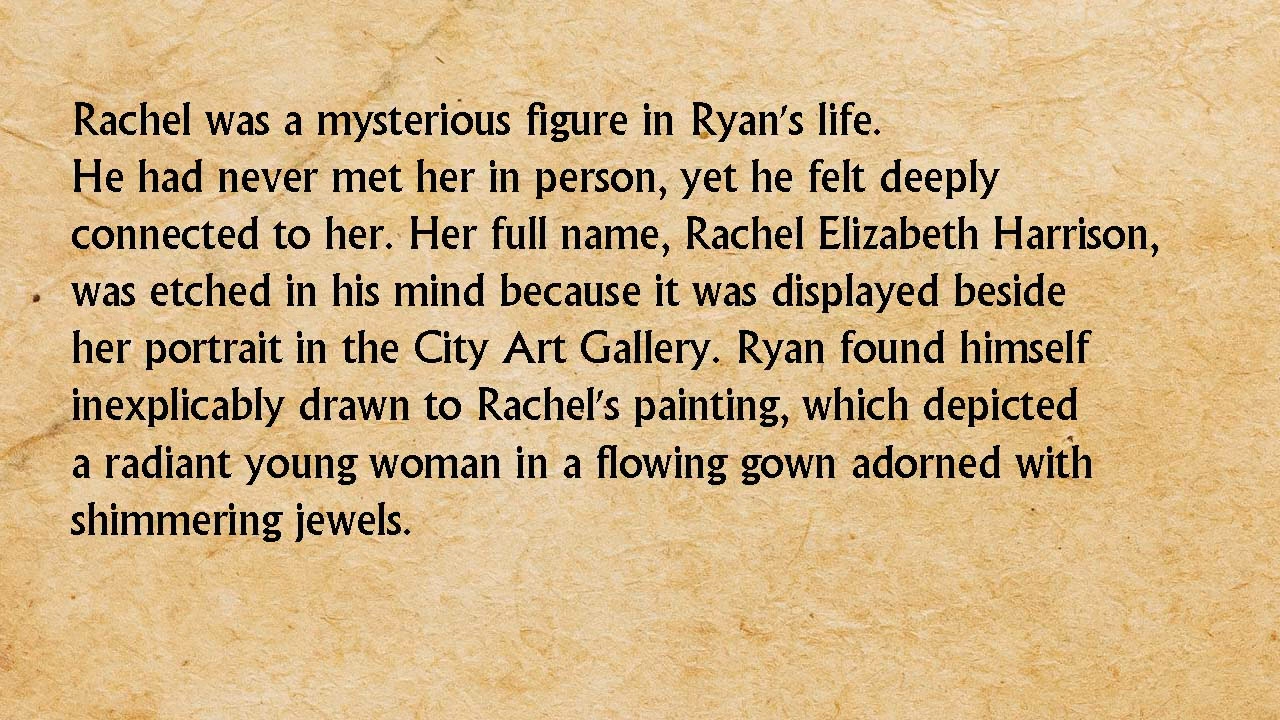 Rachel was a mysterious figure in Ryan's life.
He had never met her in person, yet he felt deeply
connected to her. Her full name, Rachel Elizabeth Harrison,
was etched in his mind because it was displayed beside
her portrait in the City Art Gallery. Ryan found himself
inexplicably drawn to Rachel's painting, which depicted
a radiant young woman in a flowing gown adorned with
shimmering jewels.